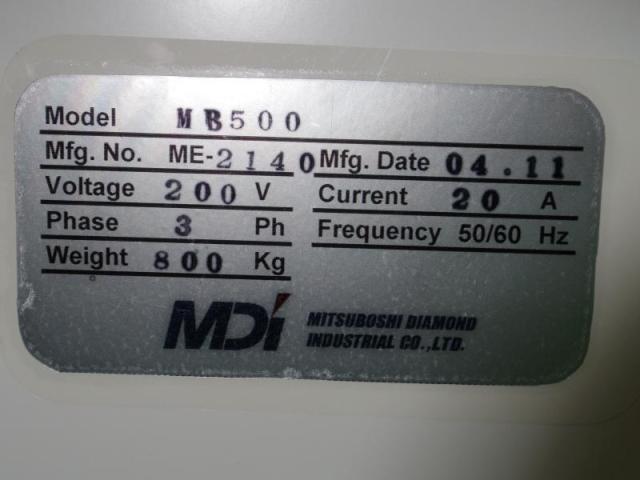 Model MB500
Mfg. No. ME-2140 Mfg. Date 04.11
Voltage 200 V Current 20 A
Phase 3 Ph Frequency 50/60 Hz
Weight 800 Kg
MDi MITSUBOSHI DIAMOND
INDUSTRIAL CO.,LTD.